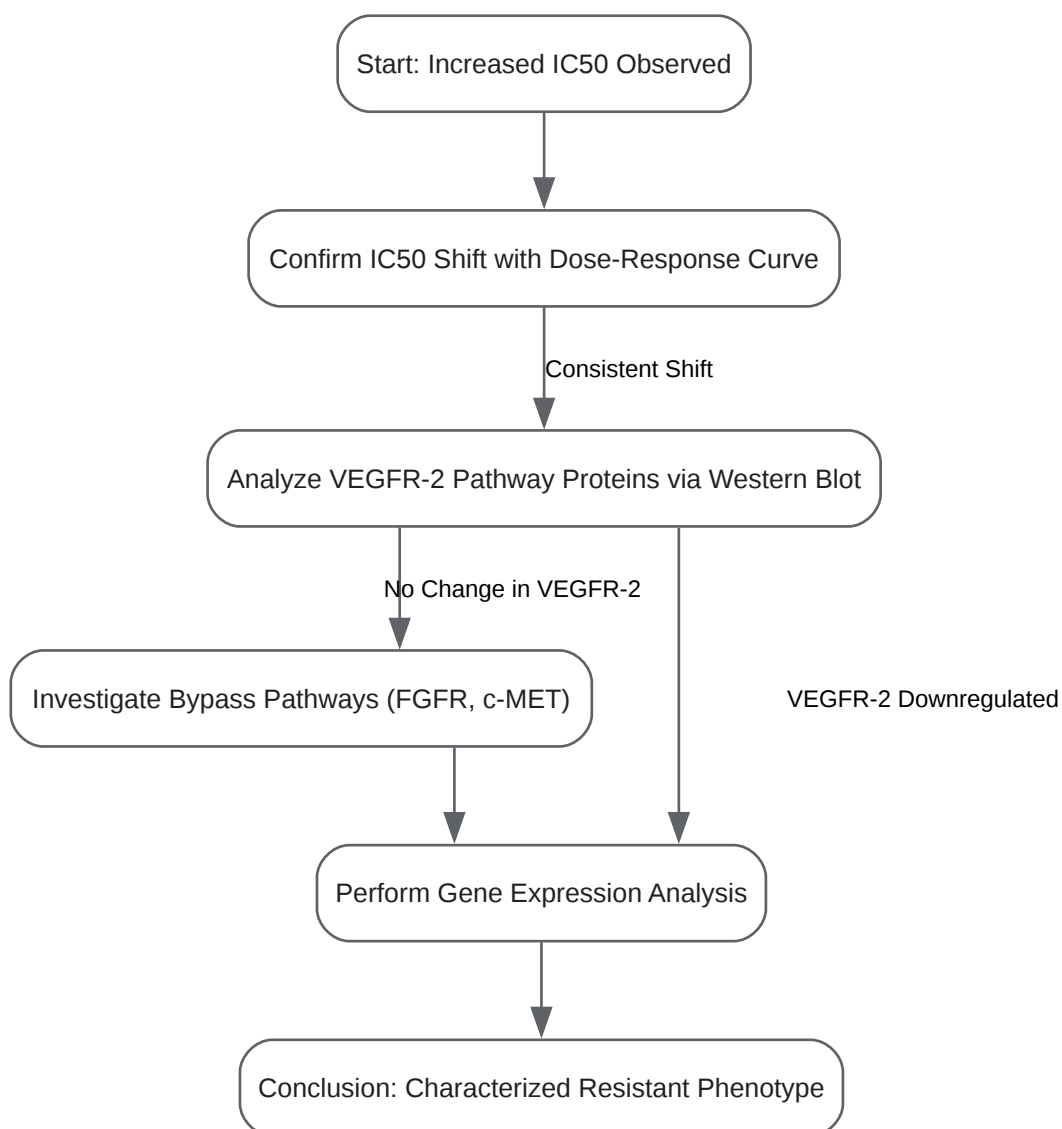 Start: Increased IC50 Observed
Confirm IC50 Shift with Dose-Response Curve
Consistent Shift
Analyze VEGFR-2 Pathway Proteins via Western Blot
No Change in VEGFR-2
Investigate Bypass Pathways (FGFR, c-MET)
VEGFR-2 Downregulated
Perform Gene Expression Analysis
Conclusion: Characterized Resistant Phenotype